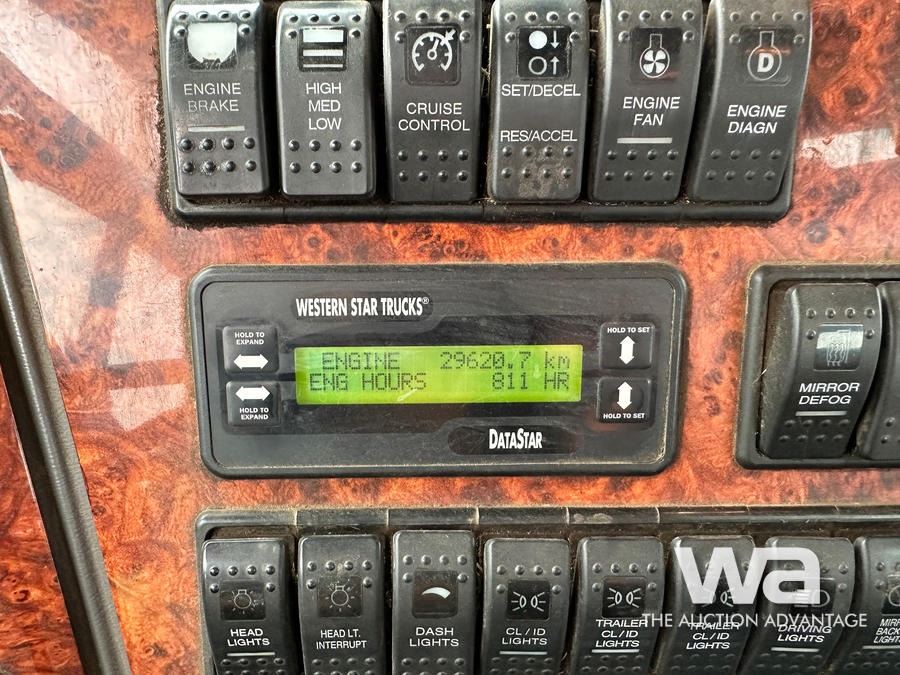 ENGINE
BRAKE
HIGH
MED
LOW
CRUISE
CONTROL
SET/DECEL
RES/ACCEL
ENGINE
FAN
D
ENGINE
DIAGN
WESTERN STAR TRUCKS®
HOLD TO
EXPAND
HOLD TO SET
ENGINE 29620.7 km
ENG HOURS 811 HR
HOLD TO
EXPAND
HOLD TO SET
DATASTAR
MIRROR
DEFOG
HEAD
LIGHTS
HEAD LT.
INTERRUPT
DASH
LIGHTS
CL/ID
LIGHTS
TRAILER
CL/ID
LIGHTS
TRAILER
CL/ID
LIGHTS
DRIVING
LIGHTS
wa
THE AUCTION ADVANTAGE